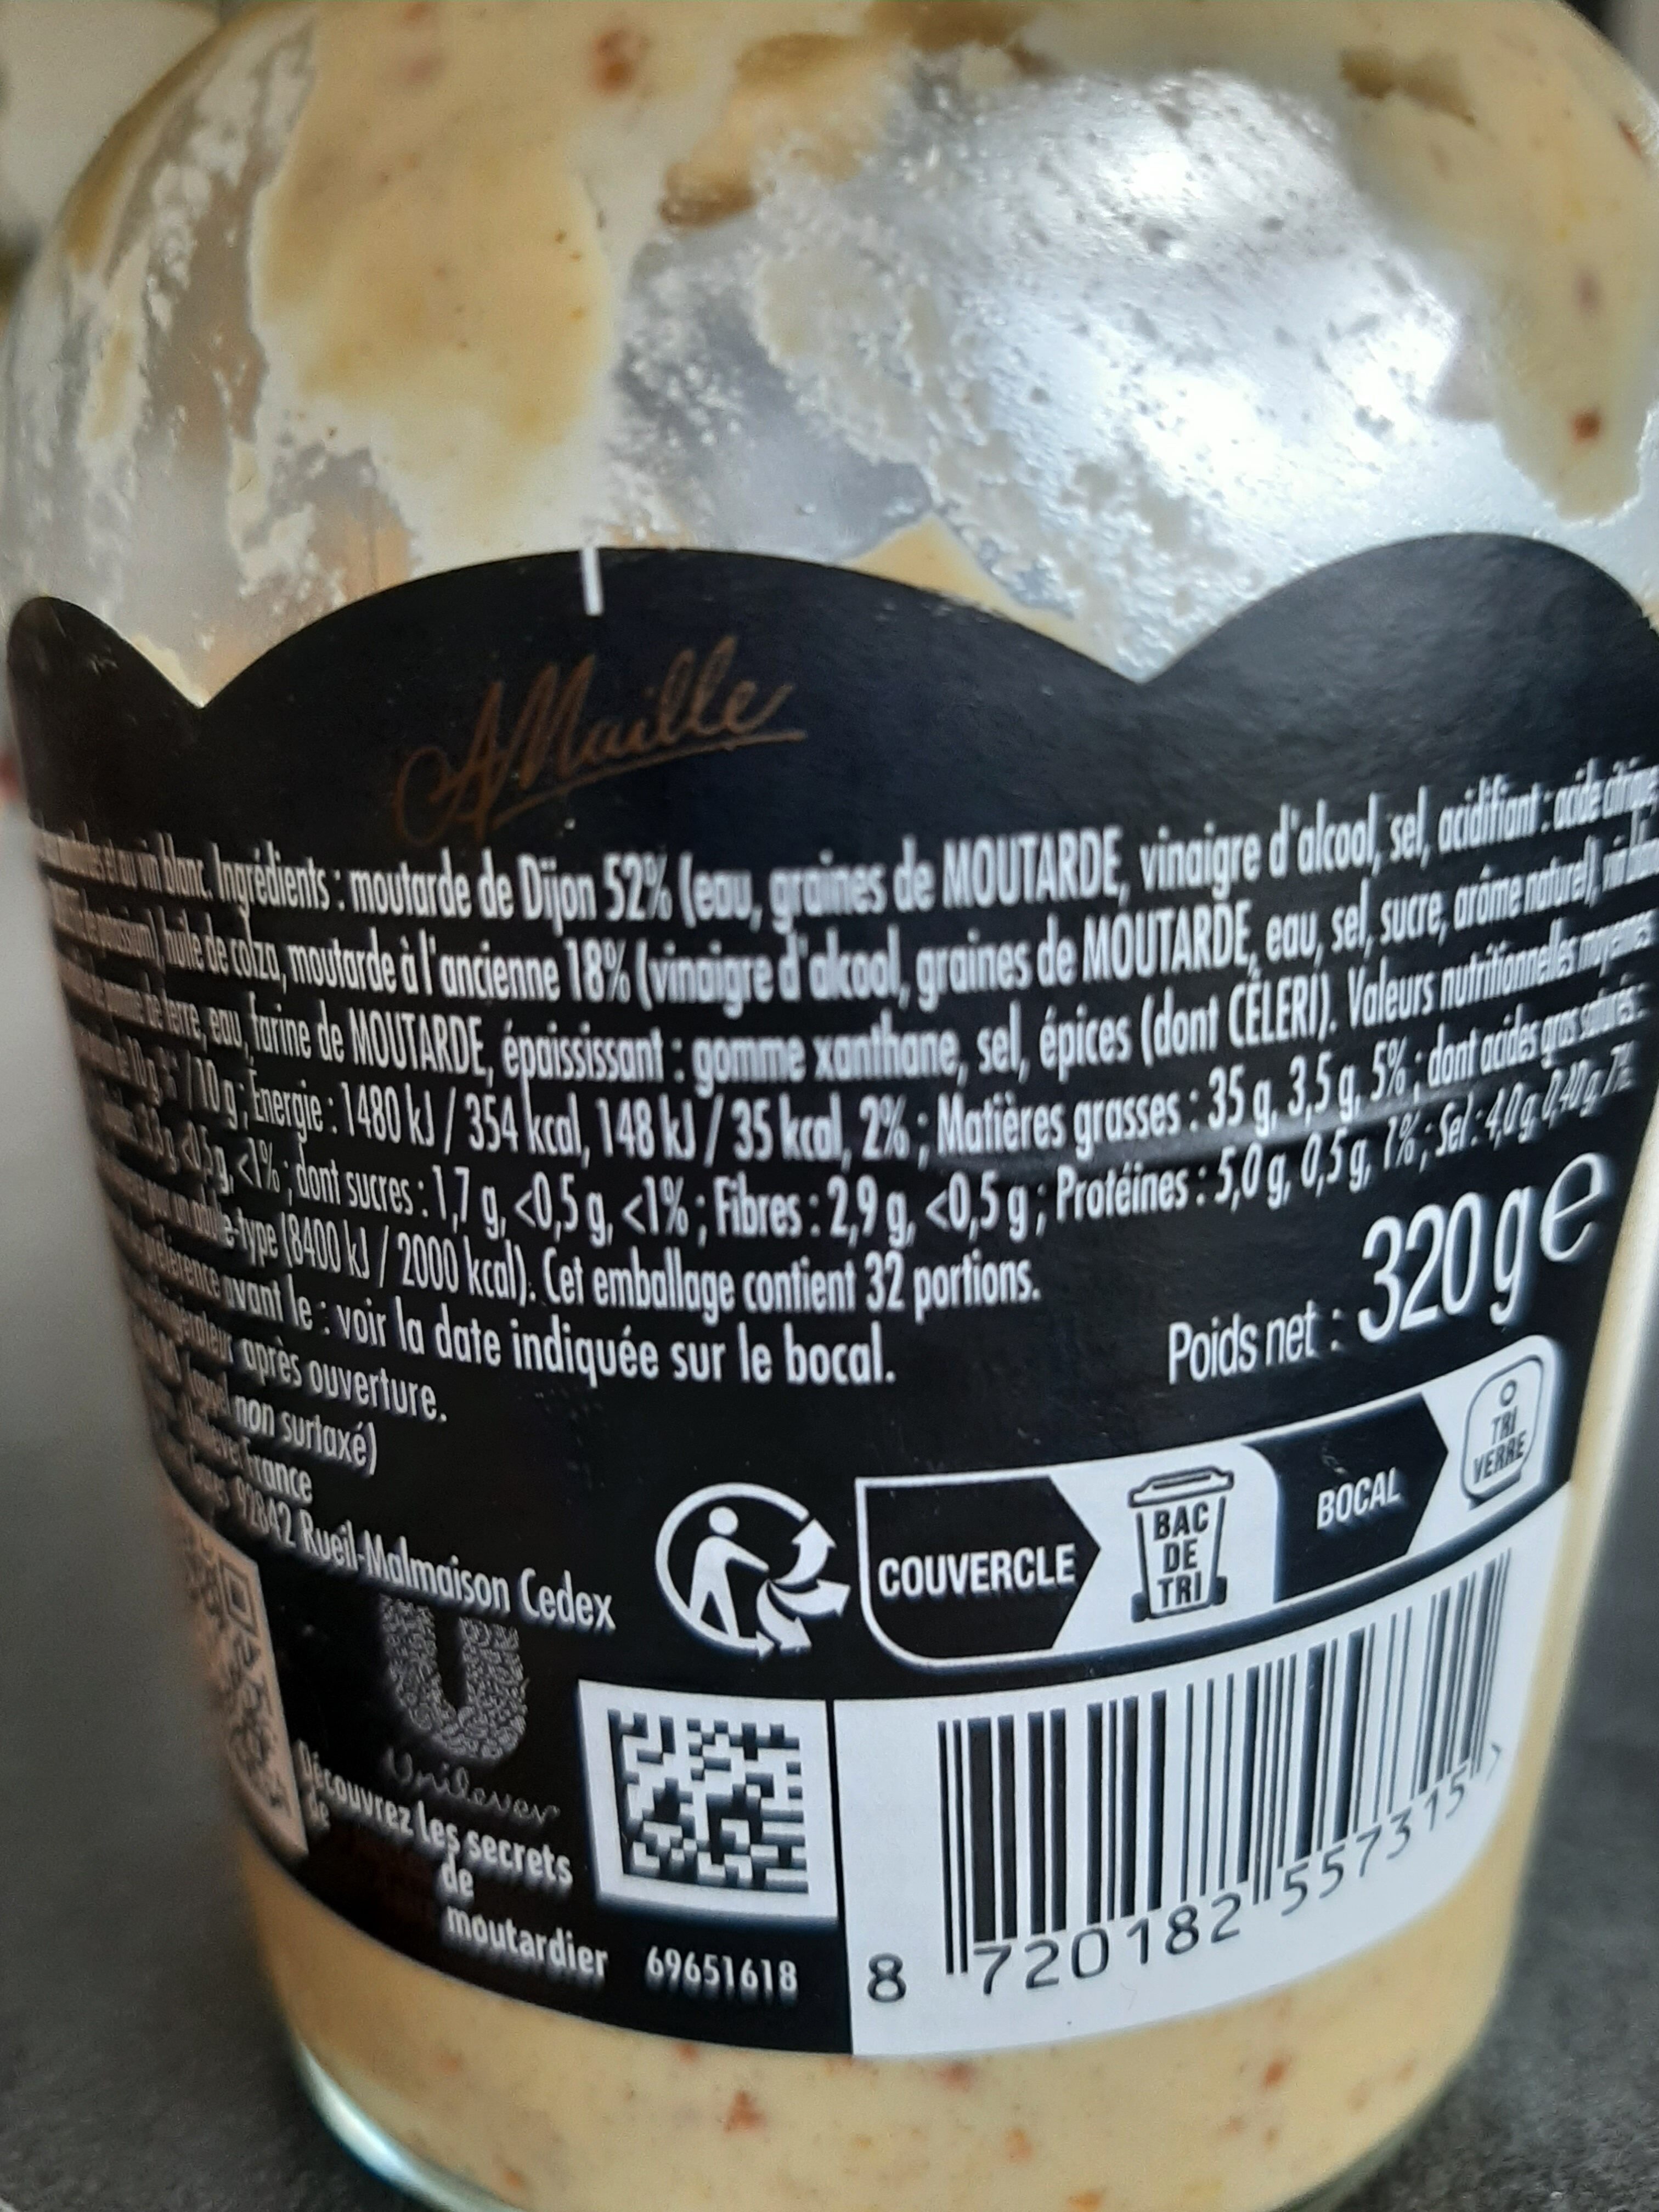 A Maille
vin blanc. Ingrédients : moutarde de Dijon 52% (eau, graines de MOUTARDE, vinaigre d'alcool, sel, acidifiant : acide citrique
huile de colza, moutarde à l'ancienne 18% (vinaigre d'alcool, graines de MOUTARDE, eau, sel, sucre, arôme naturel),
de terre, eau, farine de MOUTARDE, épaississant : gomme xanthane, sel, épices (dont CÉLERI). Valeurs nutritionnelles moyennes
/10 g : Énergie : 1480 kJ / 354 kcal, 148 kJ / 35 kcal, 2% ; Matières grasses : 35 g, 3,5 g, 5% ; dont acides gras saturés :
<1% ; dont sucres : 1,7 g, <0,5 g, <1% ; Fibres : 2,9 g, <0,5 g ; Protéines : 5,0 g, 0,5 g, 1% ; Sel : 4,0 g, 0,40 g, 7%
-type (8400 kJ / 2000 kcal). Cet emballage contient 32 portions.
avant le : voir la date indiquée sur le bocal.
après ouverture.
non surtaxé)
France
92842 Rueil-Malmaison Cedex
Poids net : 320 g e
COUVERCLE
BAC
DE
TRI
BOCAL
TRI
VERRE
Unilever
Découvrez les secrets
de
de
moutardier
69651618
8 720182 557315 >